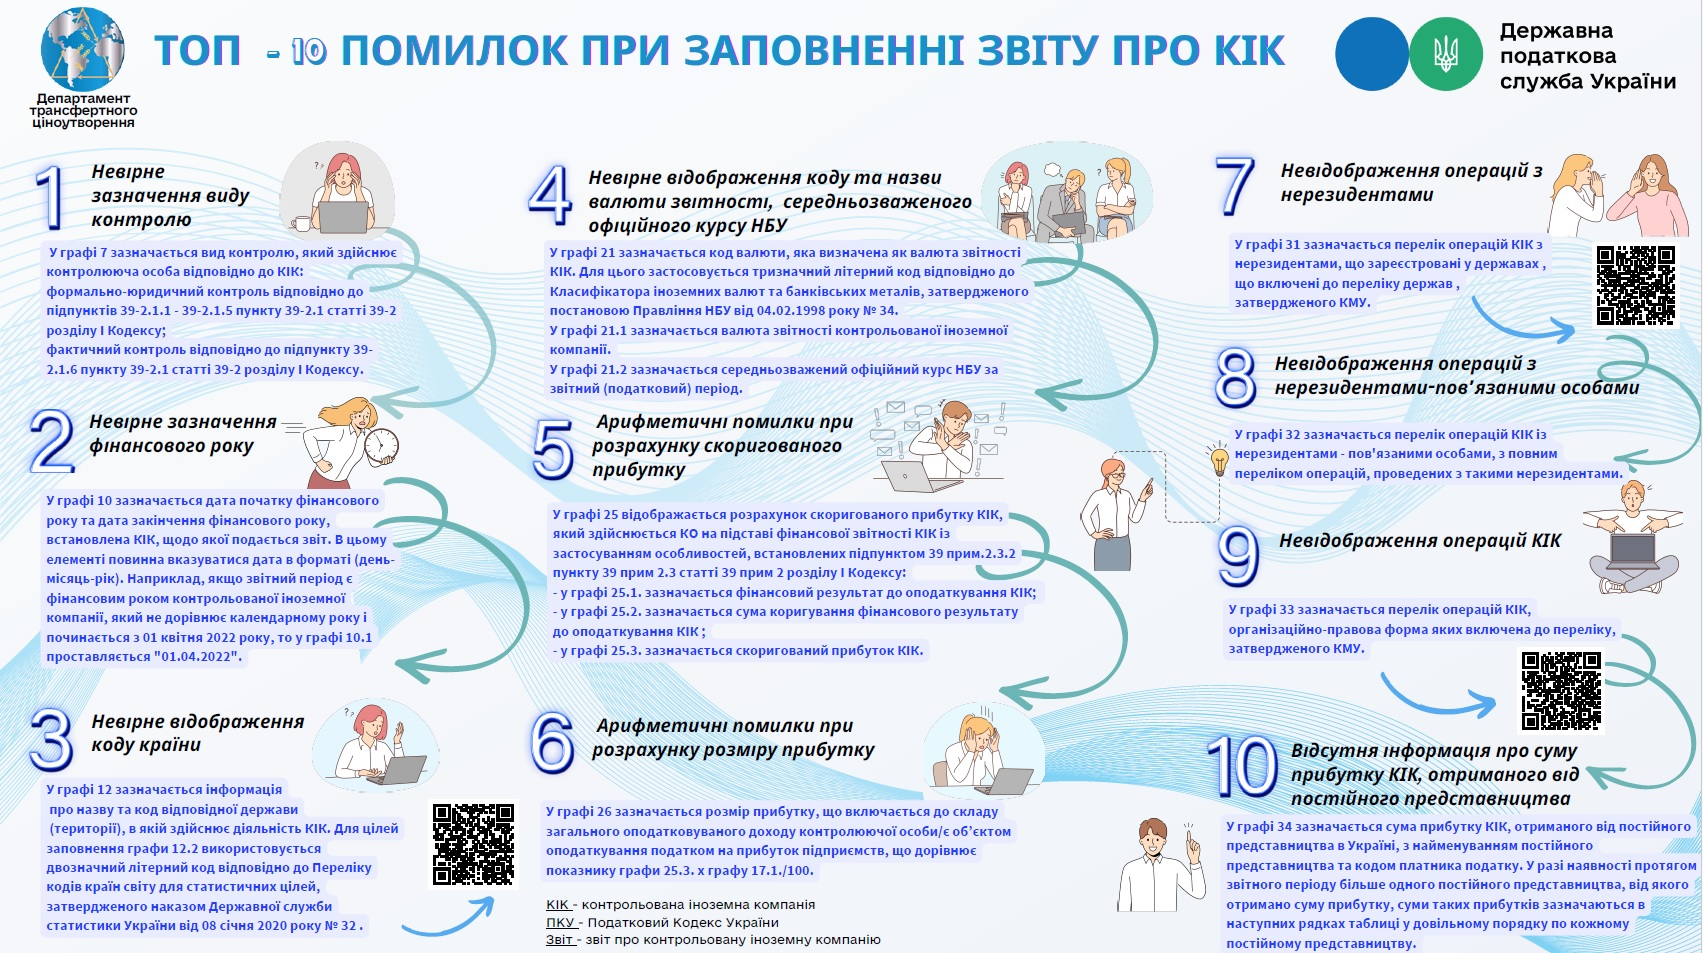 Департамент
трансфертного
ціноутворення
ТОП - 10 ПОМИЛОК ПРИ ЗАПОВНЕННІ ЗВІТУ ПРО КІК
Державна
податкова
служба України
1
Невірне
зазначення виду
контролю
У графі 7 зазначається вид контролю, який здійснює
контролююча особа відповідно до КІК:
формально-юридичний контроль відповідно до
підпунктів 39-2.1.1 - 39-2.1.5 пункту 39-2.1 статті 39-2
розділу І Кодексу;
фактичний контроль відповідно до підпункту 39-
2.1.6 пункту 39-2.1 статті 39-2 розділу І Кодексу.
2
Невірне зазначення
фінансового року
У графі 10 зазначається дата початку фінансового
року та дата закінчення фінансового року,
встановлена КІК, щодо якої подається звіт. В цьому
елементі повинна вказуватися дата в форматі (день-
місяць-рік). Наприклад, якщо звітний період є
фінансовим роком контрольованої іноземної
компанії, який не дорівнює календарному року і
починається з 01 квітня 2022 року, то у графі 10.1
проставляється "01.04.2022".
3
Невірне відображення
коду країни
У графі 12 зазначається інформація
про назву та код відповідної держави
(території), в якій здійснює діяльність КІК. Для цілей
заповнення графи 12.2 використовується
двозначний літерний код відповідно до Переліку
кодів країн світу для статистичних цілей,
затвердженого наказом Державної служби
статистики України від 08 січня 2020 року № 32 .
4
Невірне відображення коду та назви
валюти звітності, середньозваженого
офіційного курсу НБУ
У графі 21 зазначається код валюти, яка визначена як валюта звітності
КІК. Для цього застосовується тризначний літерний код відповідно до
Класифікатора іноземних валют та банківських металів, затвердженого
постановою Правління НБУ від 04.02.1998 року № 34.
У графі 21.1 зазначається валюта звітності контрольованої іноземної
компанії.
У графі 21.2 зазначається середньозважений офіційний курс НБУ за
звітний (податковий) період.
5
Арифметичні помилки при
розрахунку скоригованого
прибутку
У графі 25 відображається розрахунок скоригованого прибутку КІК,
який здійснюється КО на підставі фінансової звітності КІК із
застосуванням особливостей, встановлених підпунктом 39 прим.2.3.2
пункту 39 прим 2.3 статті 39 прим 2 розділу І Кодексу:
- у графі 25.1. зазначається фінансовий результат до оподаткування КІК;
- у графі 25.2. зазначається сума коригування фінансового результату
до оподаткування КІК ;
- у графі 25.3. зазначається скоригований прибуток КІК.
6
Арифметичні помилки при
розрахунку розміру прибутку
У графі 26 зазначається розмір прибутку, що включається до складу
загального оподатковуваного доходу контролюючої особи/є об’єктом
оподаткування податком на прибуток підприємств, що дорівнює
показнику графи 25.3. х графу 17.1./100.
КІК - контрольована іноземна компанія
ПКУ - Податковий Кодекс України
Звіт - звіт про контрольовану іноземну компанію
7
Невідображення операцій з
нерезидентами
У графі 31 зазначається перелік операцій КІК з
нерезидентами, що зареєстровані у державах ,
що включені до переліку держав ,
затвердженого КМУ.
8
Невідображення операцій з
нерезидентами-пов’язаними особами
У графі 32 зазначається перелік операцій КІК із
нерезидентами - пов'язаними особами, з повним
переліком операцій, проведених з такими нерезидентами.
9
Невідображення операцій КІК
У графі 33 зазначається перелік операцій КІК,
організаційно-правова форма яких включена до переліку,
затвердженого КМУ.
10
Відсутня інформація про суму
прибутку КІК, отриманого від
постійного представництва
У графі 34 зазначається сума прибутку КІК, отриманого від постійного
представництва в Україні, з найменуванням постійного
представництва та кодом платника податку. У разі наявності протягом
звітного періоду більше одного постійного представництва, від якого
отримано суму прибутку, суми таких прибутків зазначаються в
наступних рядках таблиці у довільному порядку по кожному
постійному представництву.